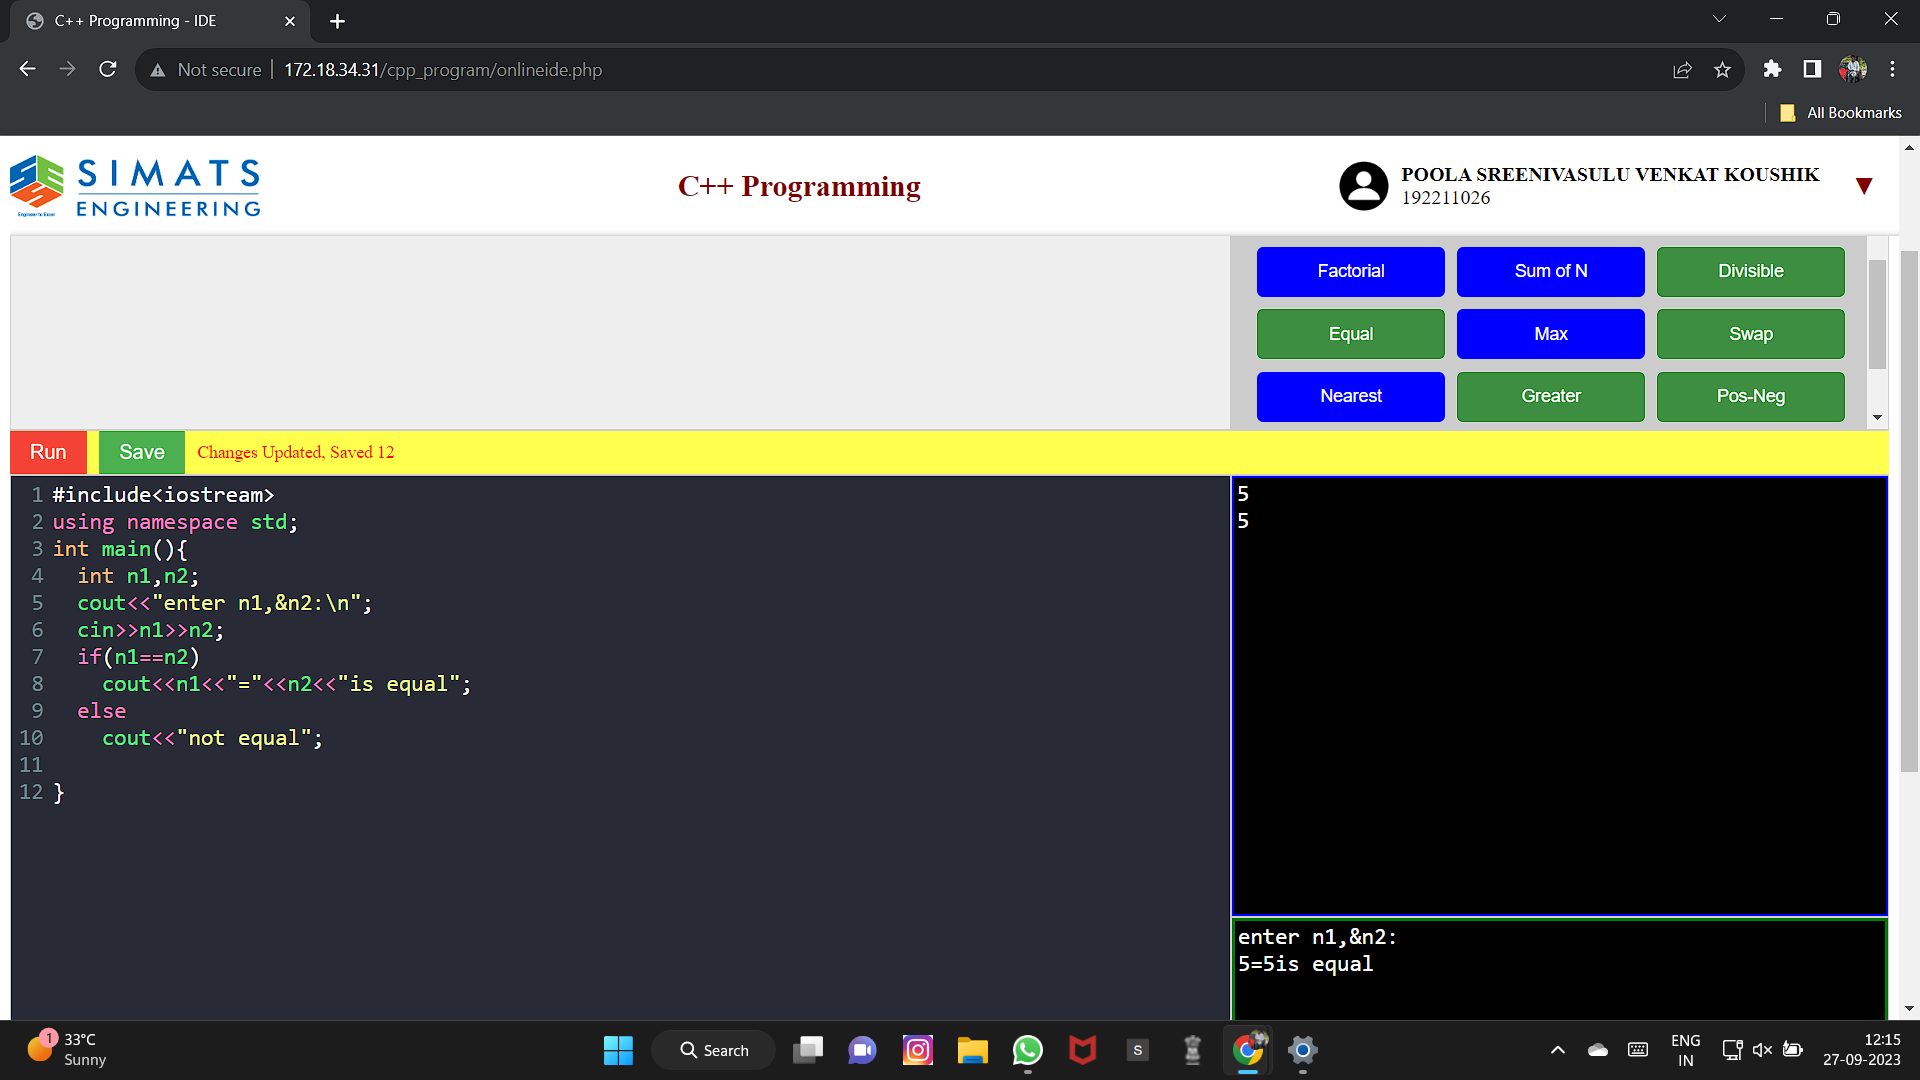 C++ Programming - IDE
Not secure
172.18.34.31/cpp_program/onlineide.php
All Bookmarks
SIMATS
ENGINEERING
Engineer to Excel
C++ Programming
POOLA SREENIVASULU VENKAT KOUSHIK
192211026
Factorial
Sum of N
Divisible
Equal
Max
Swap
Nearest
Greater
Pos-Neg
Run
Save
Changes Updated, Saved 12
1 #include<iostream>
2 using namespace std;
3 int main(){
4   int n1,n2;
5   cout<<"enter n1,&n2:\n";
6   cin>>n1>>n2;
7   if(n1==n2)
8     cout<<n1<<"="<<n2<<"is equal";
9   else
10     cout<<"not equal";
11
12 }
5
5
enter n1,&n2:
5=5is equal
1
33°C
Sunny
Search
S
ENG
IN
12:15
27-09-2023